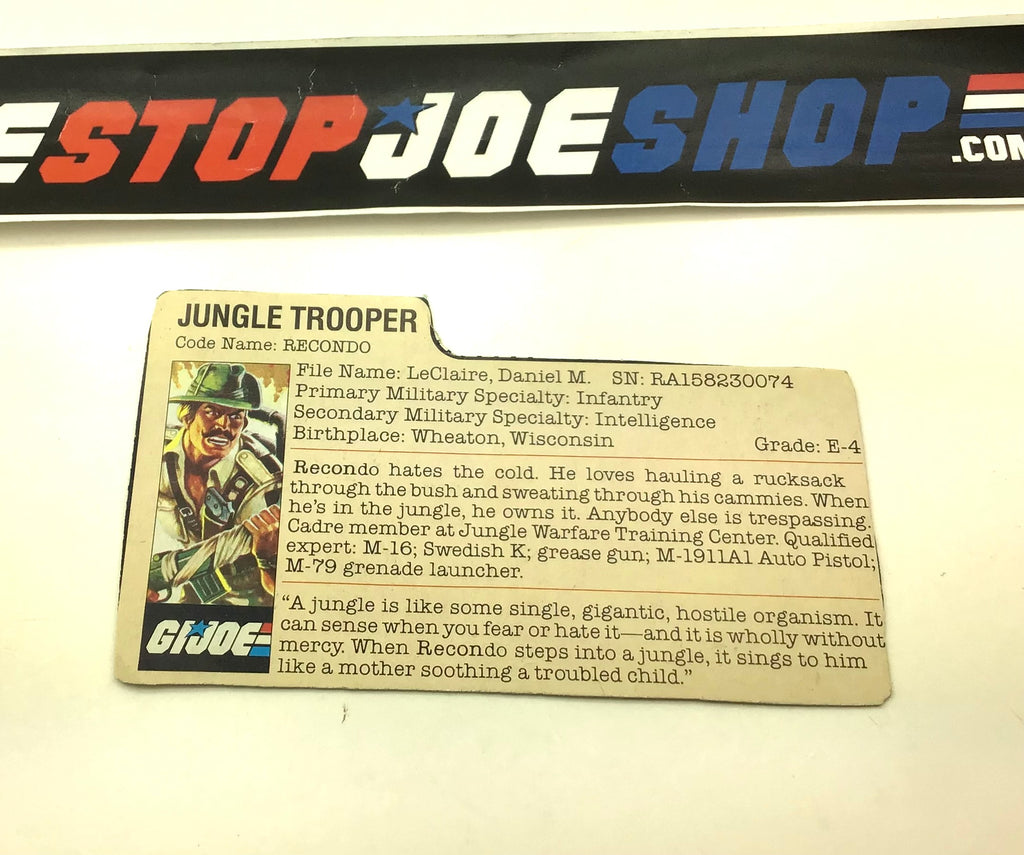 E STOP JOE SHOP
.COM
JUNGLE TROOPER
Code Name: RECONDO
File Name: LeClaire, Daniel M. SN: RA158230074
Primary Military Specialty: Infantry
Secondary Military Specialty: Intelligence
Birthplace: Wheaton, Wisconsin Grade: E-4
Recondo hates the cold. He loves hauling a rucksack
through the bush and sweating through his cammies. When
he's in the jungle, he owns it. Anybody else is trespassing.
Cadre member at Jungle Warfare Training Center. Qualified
expert: M-16; Swedish K; grease gun; M-1911A1 Auto Pistol;
M-79 grenade launcher.
"A jungle is like some single, gigantic, hostile organism. It
can sense when you fear or hate it—and it is wholly without
mercy. When Recondo steps into a jungle, it sings to him
like a mother soothing a troubled child."
GI JOE